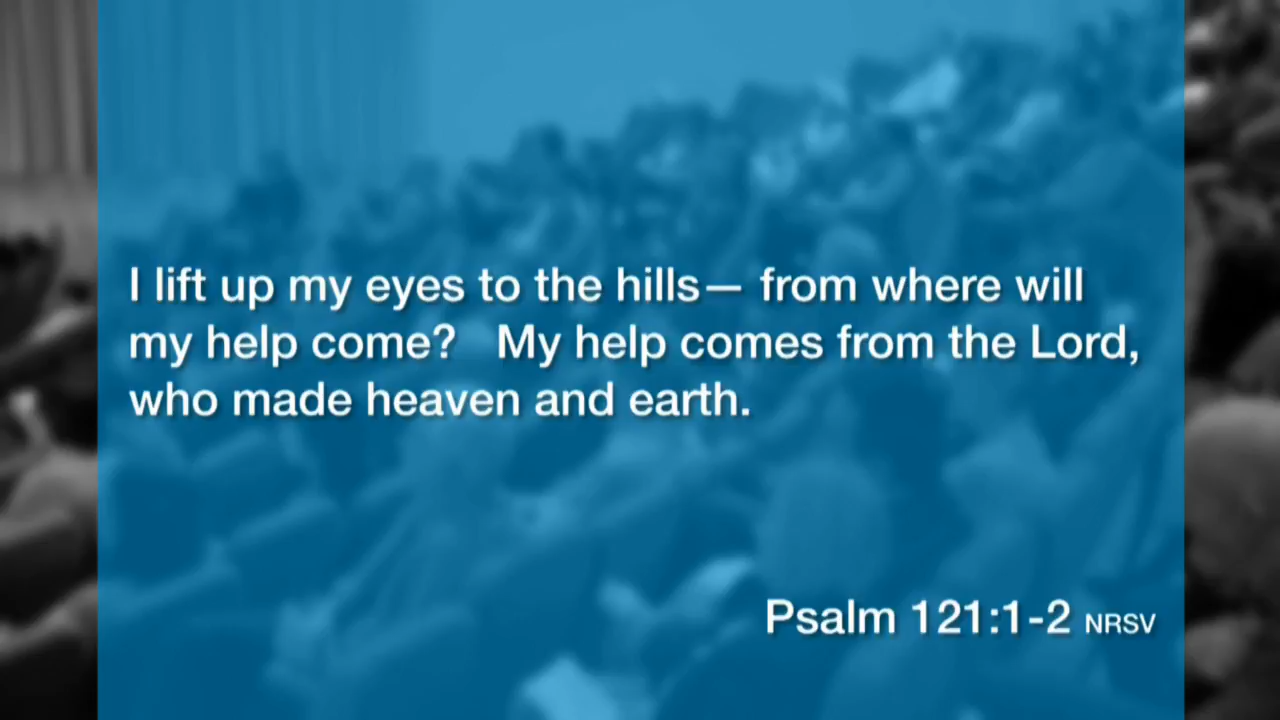 I lift up my eyes to the hills— from where will
my help come?   My help comes from the Lord,
who made heaven and earth.
Psalm 121:1-2 NRSV